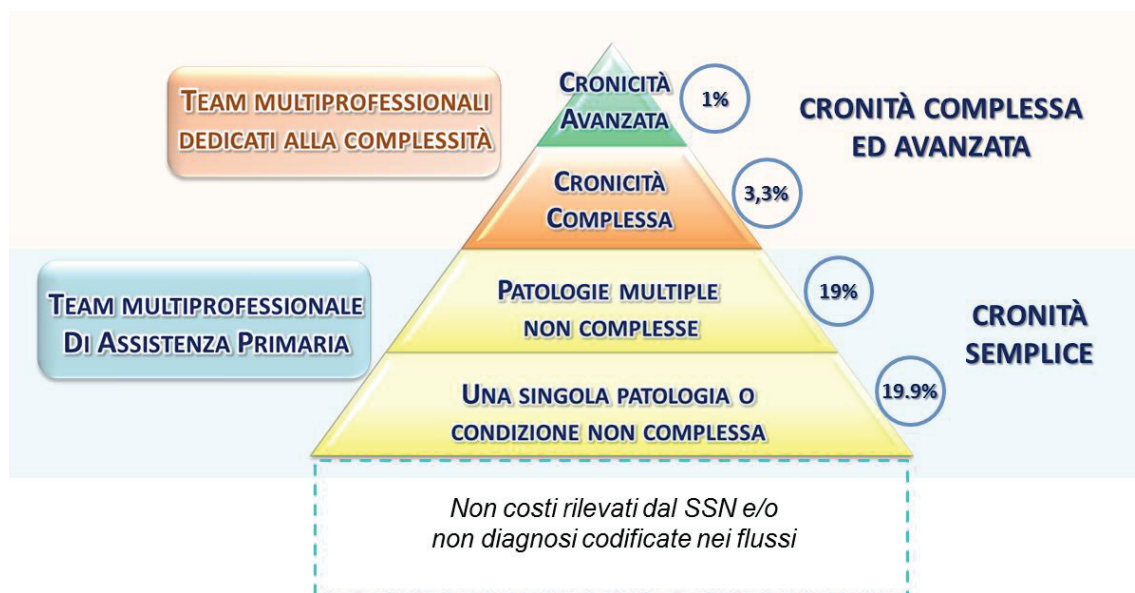 TEAM MULTIPROFESSIONALI
DEDICATI ALLA COMPLESSITÀ
CRONICITÀ
AVANZATA
1%
CRONITÀ COMPLESSA
ED AVANZATA
CRONICITÀ
COMPLESSA
3,3%
TEAM MULTIPROFESSIONALE
DI ASSISTENZA PRIMARIA
PATOLOGIE MULTIPLE
NON COMPLESSE
19%
CRONITÀ
SEMPLICE
UNA SINGOLA PATOLOGIA O
CONDIZIONE NON COMPLESSA
19.9%
Non costi rilevati dal SSN e/o
non diagnosi codificate nei flussi